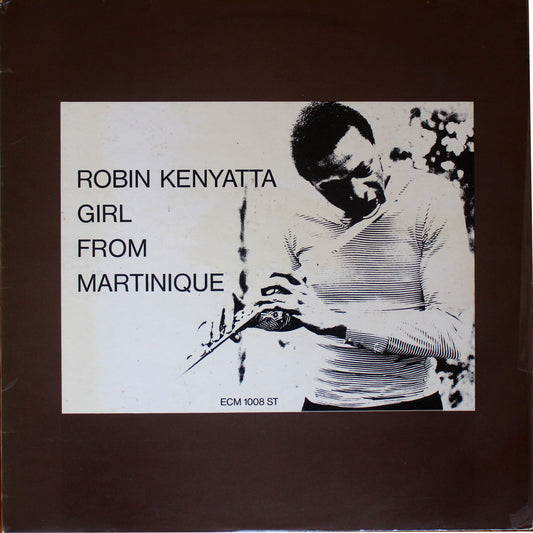 ROBIN KENYATTA
GIRL
FROM
MARTINIQUE
ECM 1008 ST